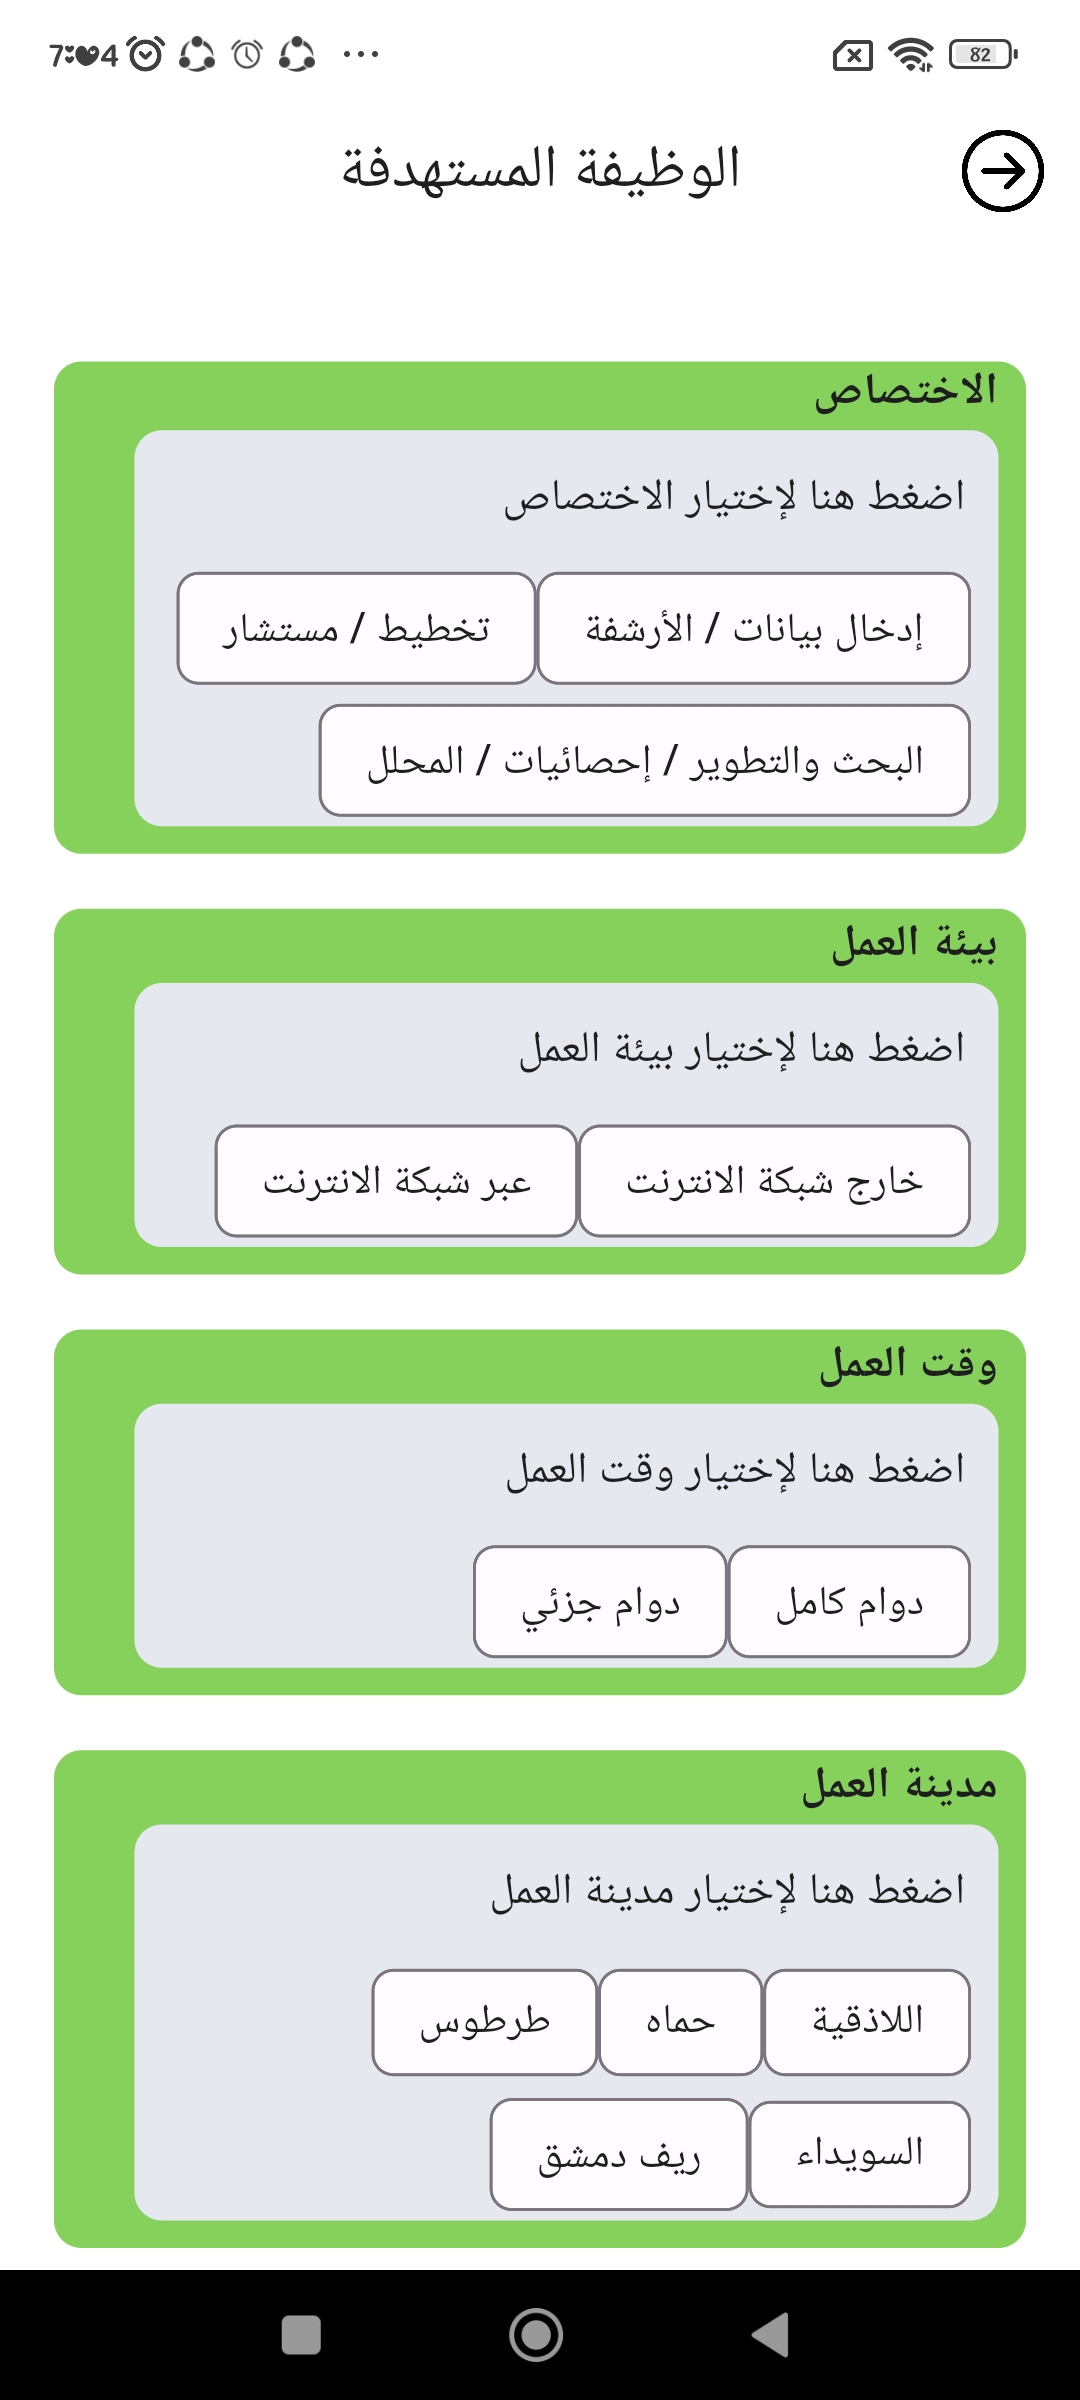 7:04
82
الوظيفة المستهدفة
الاختصاص
اضغط هنا لإختيار الاختصاص
إدخال بيانات / الأرشفة تخطيط / مستشار
البحث والتطوير / إحصائيات / المحلل
بيئة العمل
اضغط هنا لإختيار بيئة العمل
خارج شبكة الانترنت عبر شبكة الانترنت
وقت العمل
اضغط هنا لإختيار وقت العمل
دوام كامل دوام جزئي
مدينة العمل
اضغط هنا لإختيار مدينة العمل
اللاذقية حماه طرطوس
السويداء ريف دمشق